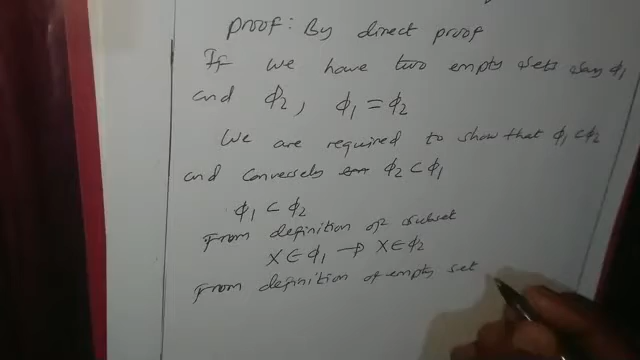 Proof: By direct proof
If we have two empty sets say ϕ₁
and ϕ₂, ϕ₁ = ϕ₂
We are required to show that ϕ₁ ⊂ ϕ₂
and conversely ϕ₂ ⊂ ϕ₁
ϕ₁ ⊂ ϕ₂
From definition of subset
X ∈ ϕ₁ → X ∈ ϕ₂
From definition of empty set